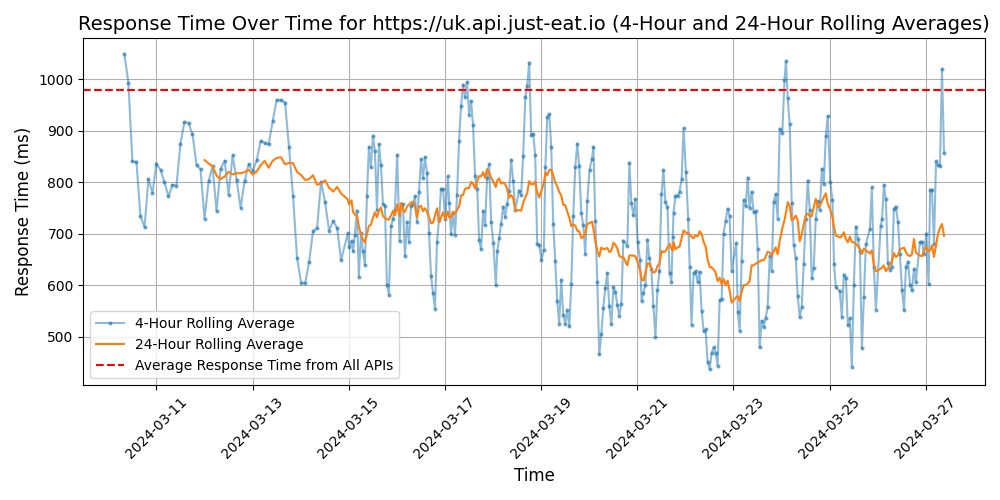 Response Time Over Time for https://uk.api.just-eat.io (4-Hour and 24-Hour Rolling Averages)
Response Time (ms)
1000
900
800
700
600
500
4-Hour Rolling Average
24-Hour Rolling Average
Average Response Time from All APIs
2024-03-11
2024-03-13
2024-03-15
2024-03-17
2024-03-19
2024-03-21
2024-03-23
2024-03-25
2024-03-27
Time